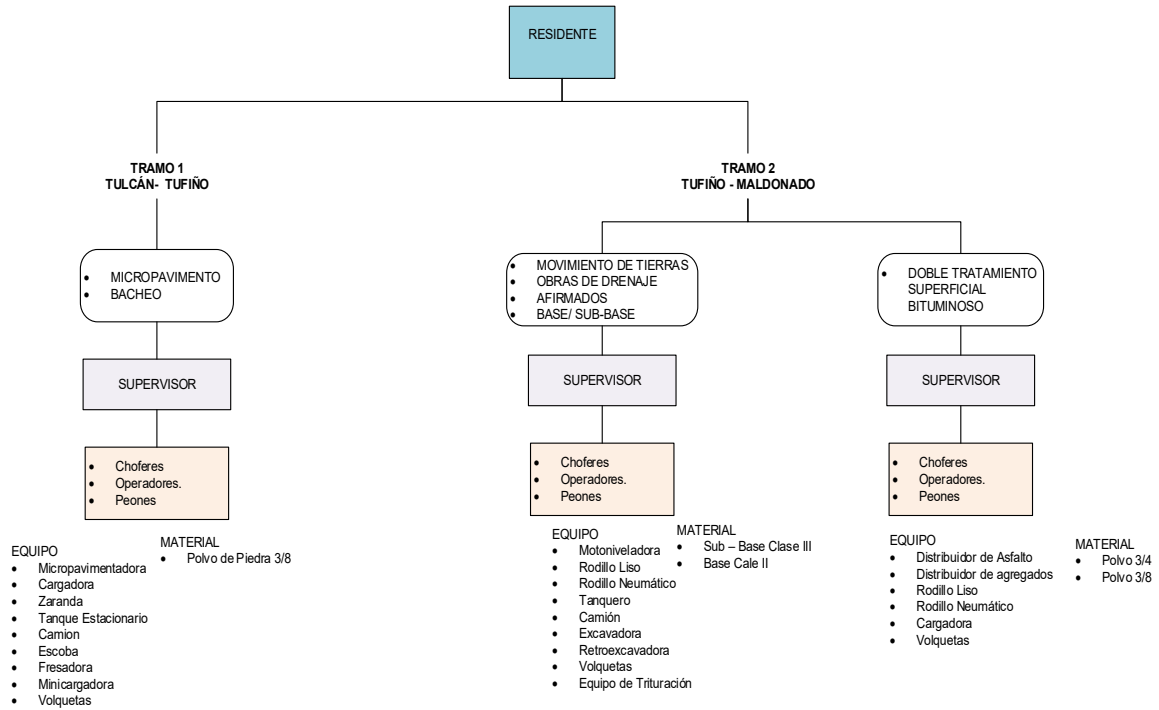 RESIDENTE
TRAMO 1
TULCÁN- TUFIÑO
TRAMO 2
TUFIÑO - MALDONADO
• MICROPAVIMENTO
• BACHEO
• MOVIMIENTO DE TIERRAS
• OBRAS DE DRENAJE
• AFIRMADOS
• BASE/ SUB-BASE
• DOBLE TRATAMIENTO
SUPERFICIAL
BITUMINOSO
SUPERVISOR
SUPERVISOR
SUPERVISOR
• Choferes
• Operadores.
• Peones
• Choferes
• Operadores.
• Peones
• Choferes
• Operadores.
• Peones
EQUIPO
• Micropavimentadora
• Cargadora
• Zaranda
• Tanque Estacionario
• Camion
• Escoba
• Fresadora
• Minicargadora
• Volquetas
MATERIAL
• Polvo de Piedra 3/8
EQUIPO
• Motoniveladora
• Rodillo Liso
• Rodillo Neumático
• Tanquero
• Camión
• Excavadora
• Retroexcavadora
• Volquetas
• Equipo de Trituración
MATERIAL
• Sub – Base Clase III
• Base Cale II
EQUIPO
• Distribuidor de Asfalto
• Distribuidor de agregados
• Rodillo Liso
• Rodillo Neumático
• Cargadora
• Volquetas
MATERIAL
• Polvo 3/4
• Polvo 3/8